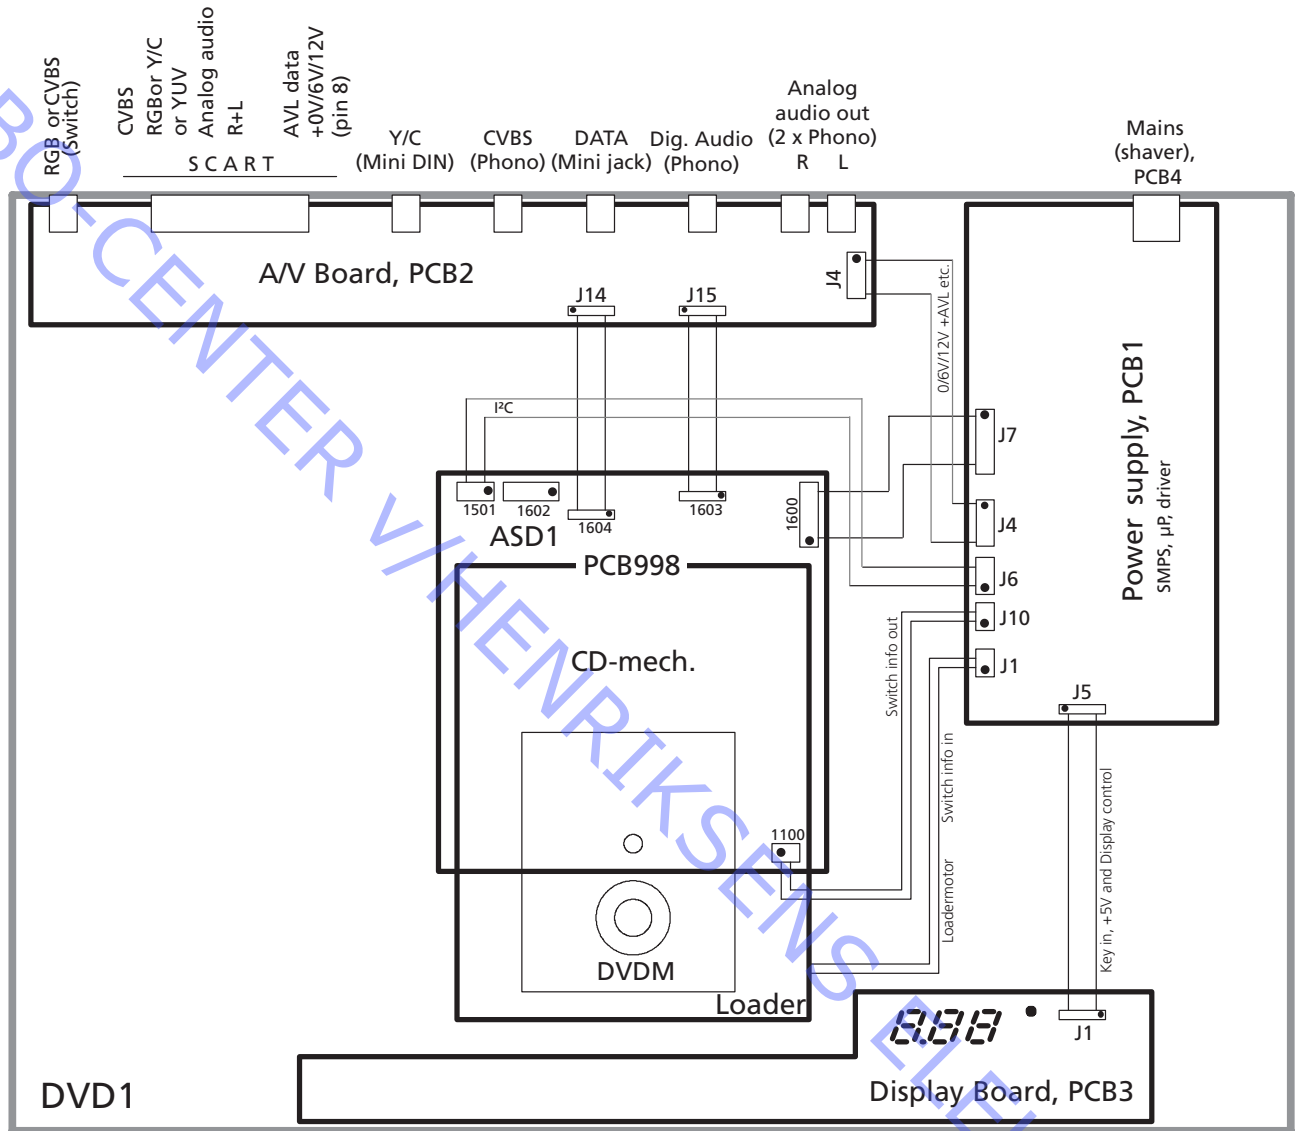 RGB or CVBS
(Switch)
CVBS
RGBor Y/C
or YUV
Analog audio
R+L
AVL data
+0V/6V/12V
(pin 8)
SCART
Y/C
(Mini DIN)
CVBS
(Phono)
DATA
(Mini jack)
Dig. Audio
(Phono)
Analog
audio out
(2 x Phono)
R L
Mains
(shaver),
PCB4
A/V Board, PCB2
J14
J15
J4
0/6V/12V +AVL etc.
I²C
J7
J4
J6
J10
J1
J5
Power supply, PCB1
SMPS, µP, driver
1501
1602
1604
1603
1600
ASD1
PCB998
CD-mech.
Switch info out
Switch info in
Loadermotor
Key in, +5V and Display control
1100
DVDM
Loader
8.88
J1
Display Board, PCB3
DVD1
BO-CENTER v/HENRIKSENS ELE